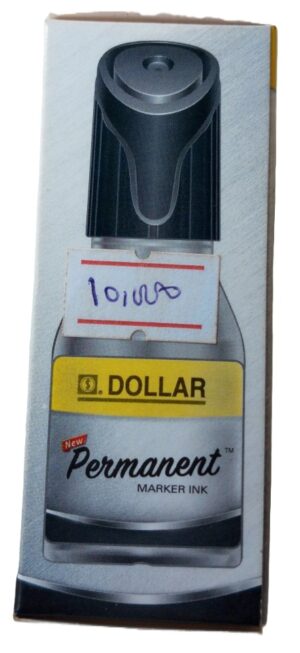 10,000
DOLLAR
New
Permanent™
MARKER INK